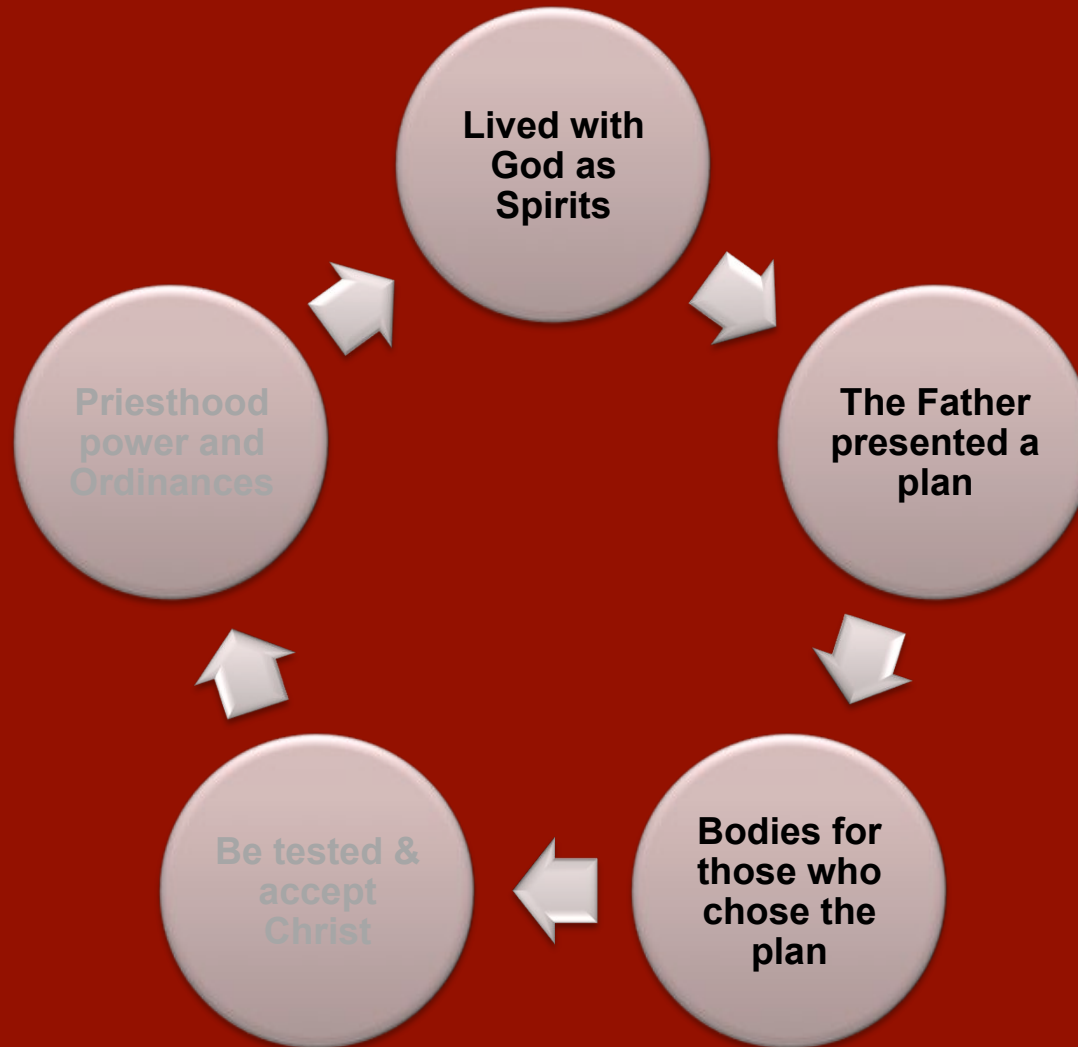 Lived with
God as
Spirits
The Father
presented a
plan
Bodies for
those who
chose the
plan
Be tested &
accept
Christ
Priesthood
power and
Ordinances